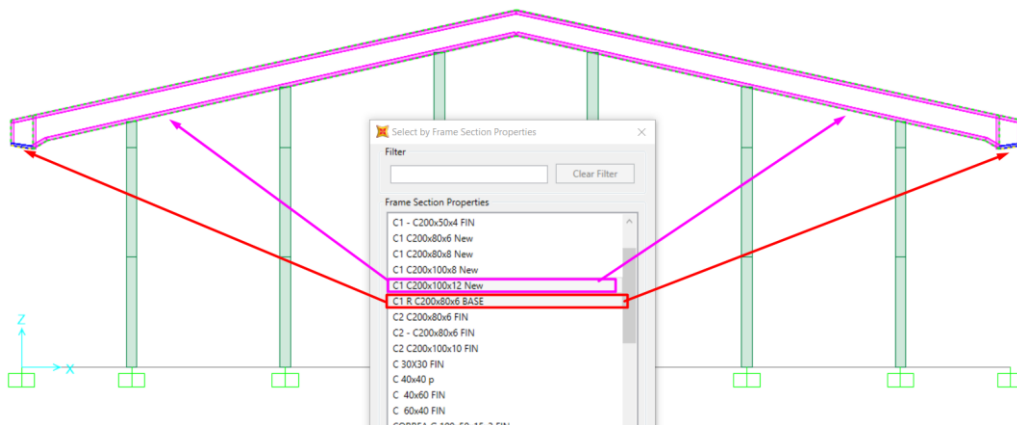 Select by Frame Section Properties
Filter
Clear Filter
Frame Section Properties
C1 - C200x50x4 FIN
C1 C200x80x6 New
C1 C200x80x8 New
C1 C200x100x8 New
C1 C200x100x12 New
C1 R C200x80x6 BASE
C2 C200x80x6 FIN
C2 - C200x80x6 FIN
C2 C200x100x10 FIN
C 30X30 FIN
C 40x40 p
C 40x60 FIN
C 60x40 FIN
Z
X